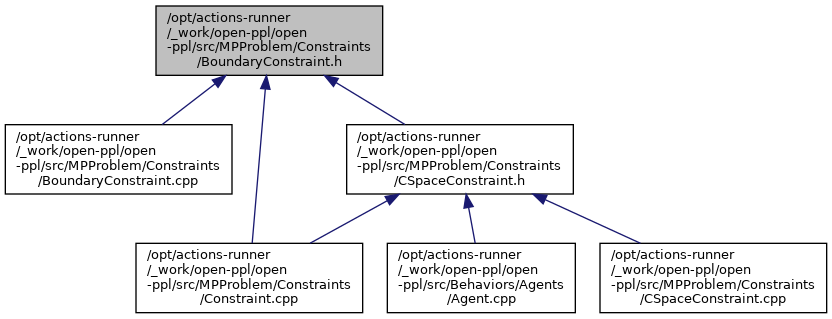 /opt/actions-runner
/_work/open-ppl/open
-ppl/src/MPProblem/Constraints
/BoundaryConstraint.h
/opt/actions-runner
/_work/open-ppl/open
-ppl/src/MPProblem/Constraints
/BoundaryConstraint.cpp
/opt/actions-runner
/_work/open-ppl/open
-ppl/src/MPProblem/Constraints
/CSpaceConstraint.h
/opt/actions-runner
/_work/open-ppl/open
-ppl/src/MPProblem/Constraints
/Constraint.cpp
/opt/actions-runner
/_work/open-ppl/open
-ppl/src/Behaviors/Agents
/Agent.cpp
/opt/actions-runner
/_work/open-ppl/open
-ppl/src/MPProblem/Constraints
/CSpaceConstraint.cpp